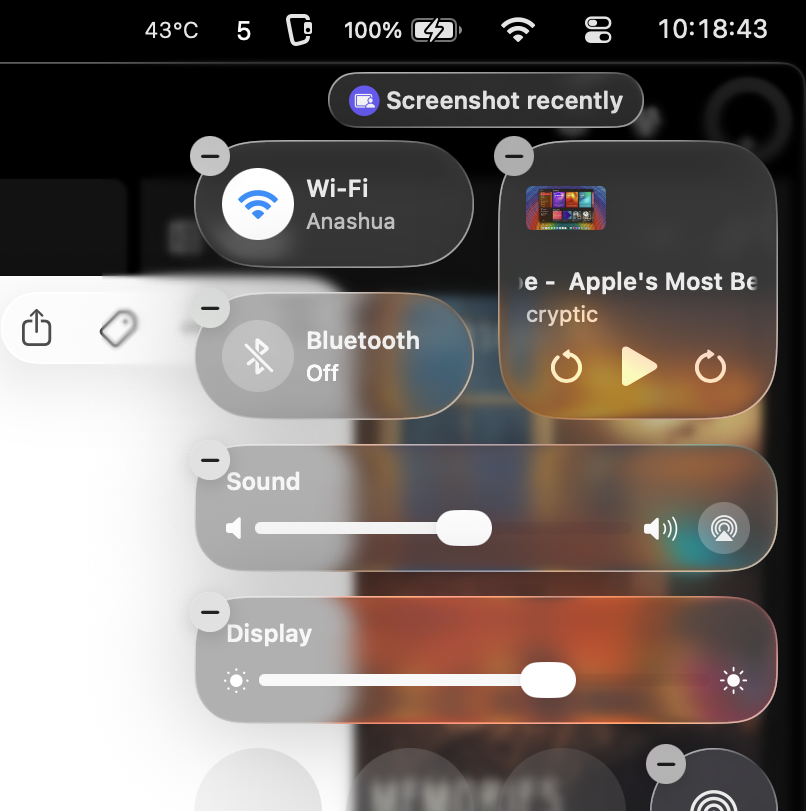 43°C 5 100% 10:18:43
Screenshot recently
Wi-Fi
Anashua
e - Apple's Most Be
cryptic
Bluetooth
Off
Sound
Display
MEMORIES